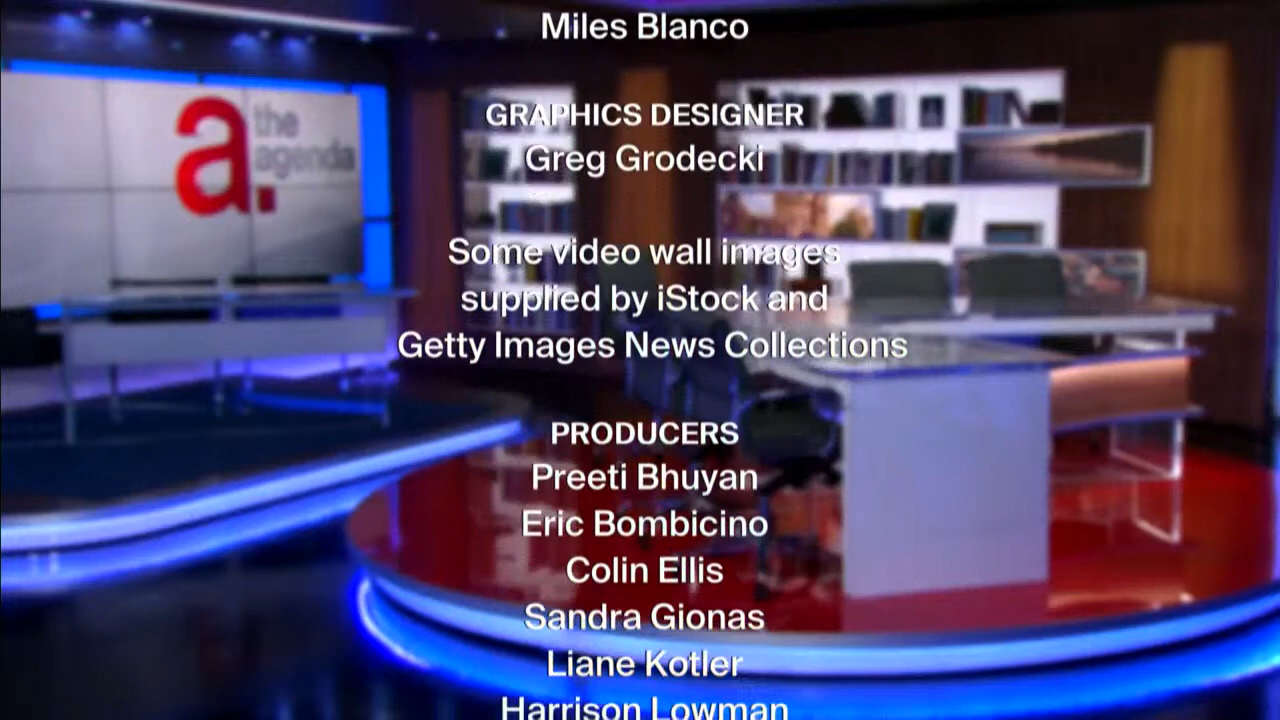 Miles Blanco
GRAPHICS DESIGNER
Greg Grodecki
a. the
agenda
Some video wall images
supplied by iStock and
Getty Images News Collections
PRODUCERS
Preeti Bhuyan
Eric Bombicino
Colin Ellis
Sandra Gionas
Liane Kotler
Harrison Lowman